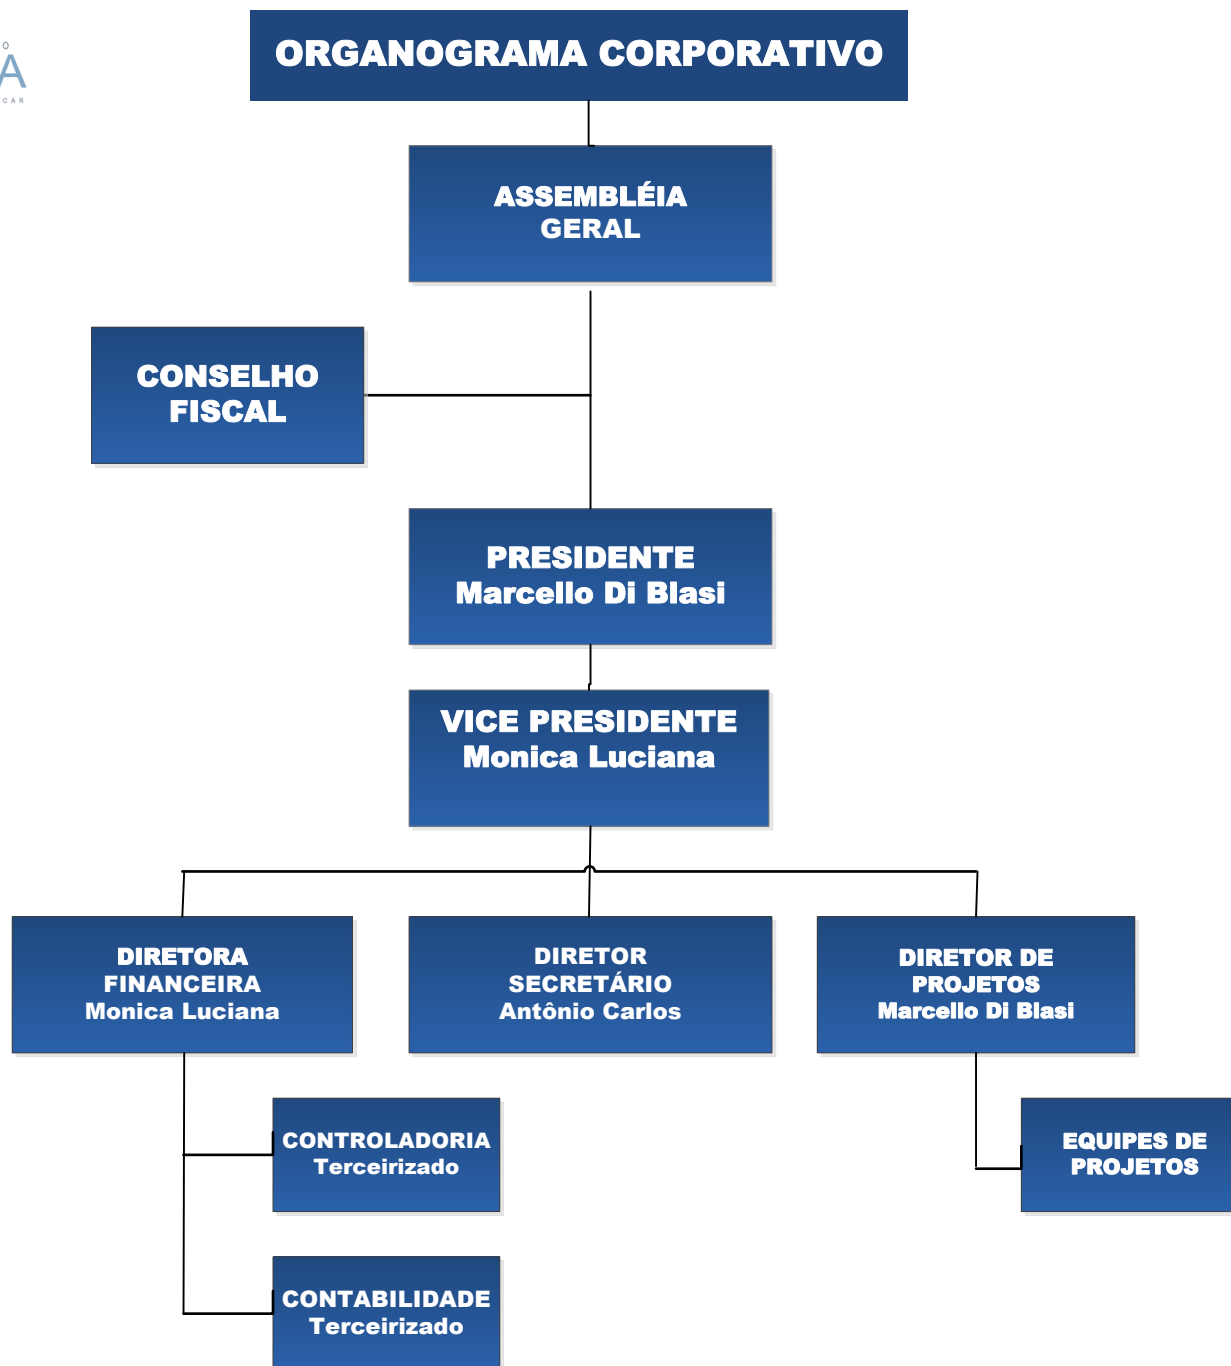 ORGANOGRAMA CORPORATIVO
ASSEMBLÉIA
GERAL
CONSELHO
FISCAL
PRESIDENTE
Marcello Di Blasi
VICE PRESIDENTE
Monica Luciana
DIRETORA
FINANCEIRA
Monica Luciana
DIRETOR
SECRETÁRIO
Antônio Carlos
DIRETOR DE
PROJETOS
Marcello Di Blasi
CONTROLADORIA
Terceirizado
EQUIPES DE
PROJETOS
CONTABILIDADE
Terceirizado